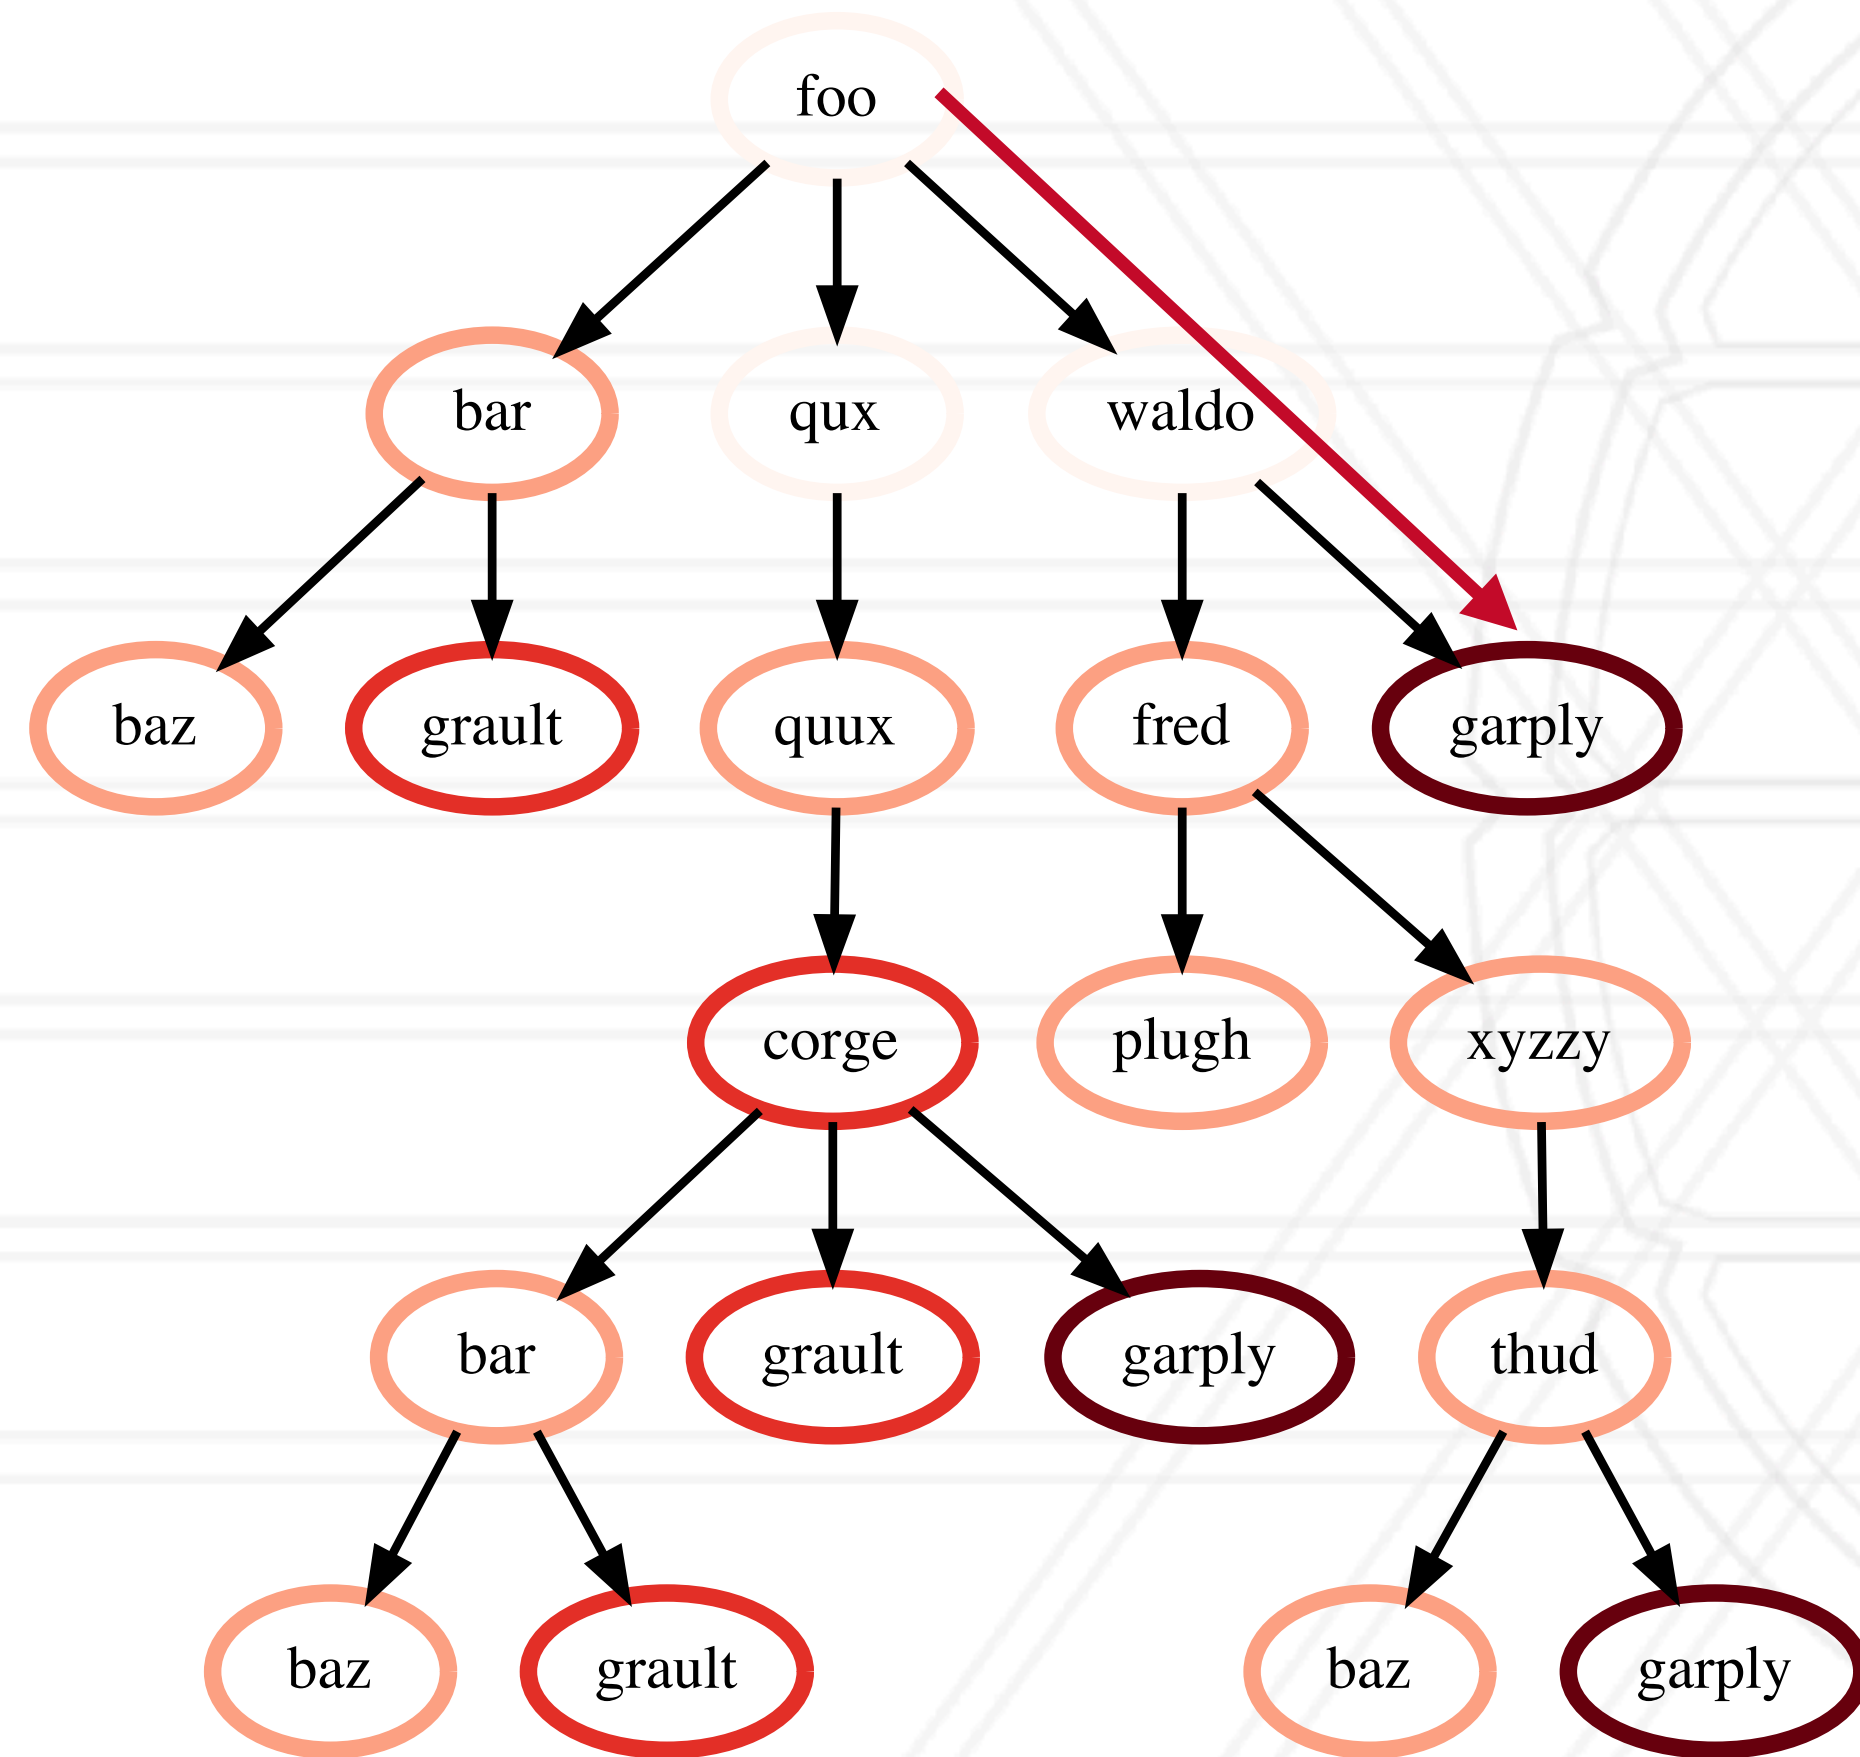 foo
bar
qux
waldo
baz
grault
quux
fred
garply
corge
plugh
xyzzy
bar
grault
garply
thud
baz
grault
baz
garply